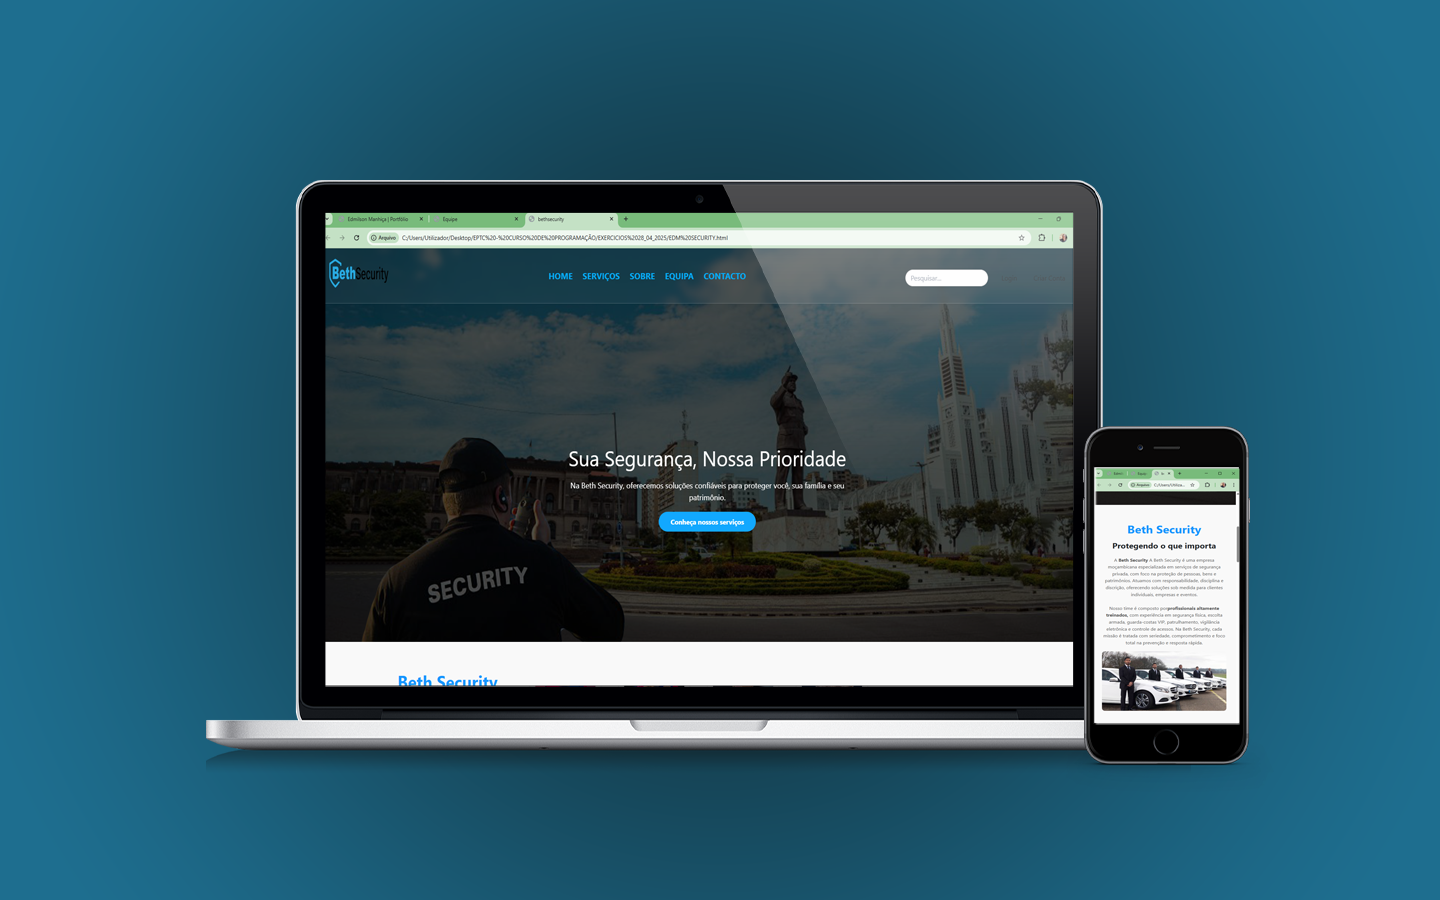 Edmilson Manhiça | Portfólio
Equipe
bethsecurity
Arquivo
C:/Users/Utilizador/Desktop/EPTC%20-%20CURSO%20DE%20PROGRAMAÇÃO/EXERCICIOS%2028_04_2025/EDM%20SECURITY.html
BethSecurity
HOME SERVIÇOS SOBRE EQUIPA CONTACTO
Pesquisar...
Sua Segurança, Nossa Prioridade
Na Beth Security, oferecemos soluções confiáveis para proteger você, sua família e seu
patrimônio.
Conheça nossos serviços
SECURITY
Beth Security
Arquivo
C:/Users/Utiliza...
Beth Security
Protegendo o que importa
A Beth Security A Beth Security é uma empresa
moçambicana especializada em serviços de segurança
privada, com foco na proteção de pessoas, bens e
patrimônios. Atuamos com responsabilidade, disciplina e
discrição, oferecendo soluções sob medida para clientes
individuais, empresas e eventos.
Nosso time é composto porprofissionais altamente
treinados, com experiência em segurança física, escolta
armada, guarda-costas VIP, patrulhamento, vigilância
eletrônica e controle de acessos. Na Beth Security, cada
missão é tratada com seriedade, comprometimento e foco
total na prevenção e resposta rápida.